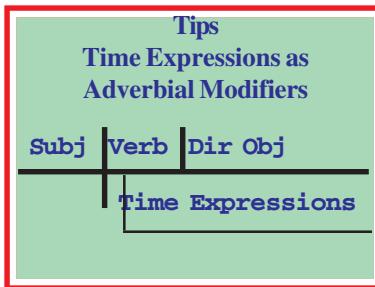 Tips
Time Expressions as
Adverbial Modifiers
Subj Verb Dir Obj
Time Expressions